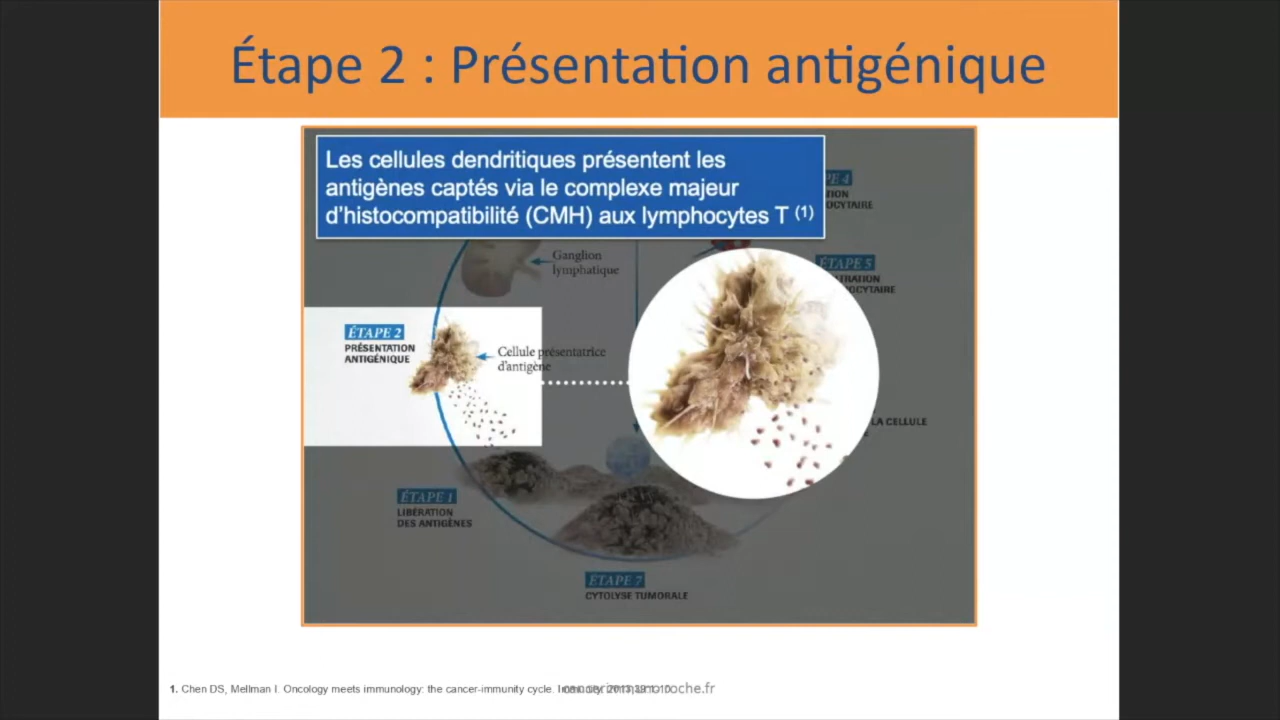 Étape 2 : Présentation antigénique
Les cellules dendritiques présentent les
antigènes captés via le complexe majeur
d’histocompatibilité (CMH) aux lymphocytes T (1)
Ganglion
lymphatique
ÉTAPE 5
ÉTAPE 2
PRÉSENTATION
ANTIGÉNIQUE
Cellule présentatrice
d'antigène
LA CELLULE
ÉTAPE 1
LIBÉRATION
DES ANTIGÈNES
ÉTAPE 7
CYTOLYSE TUMORALE
1. Chen DS, Mellman I. Oncology meets immunology: the cancer-immunity cycle.